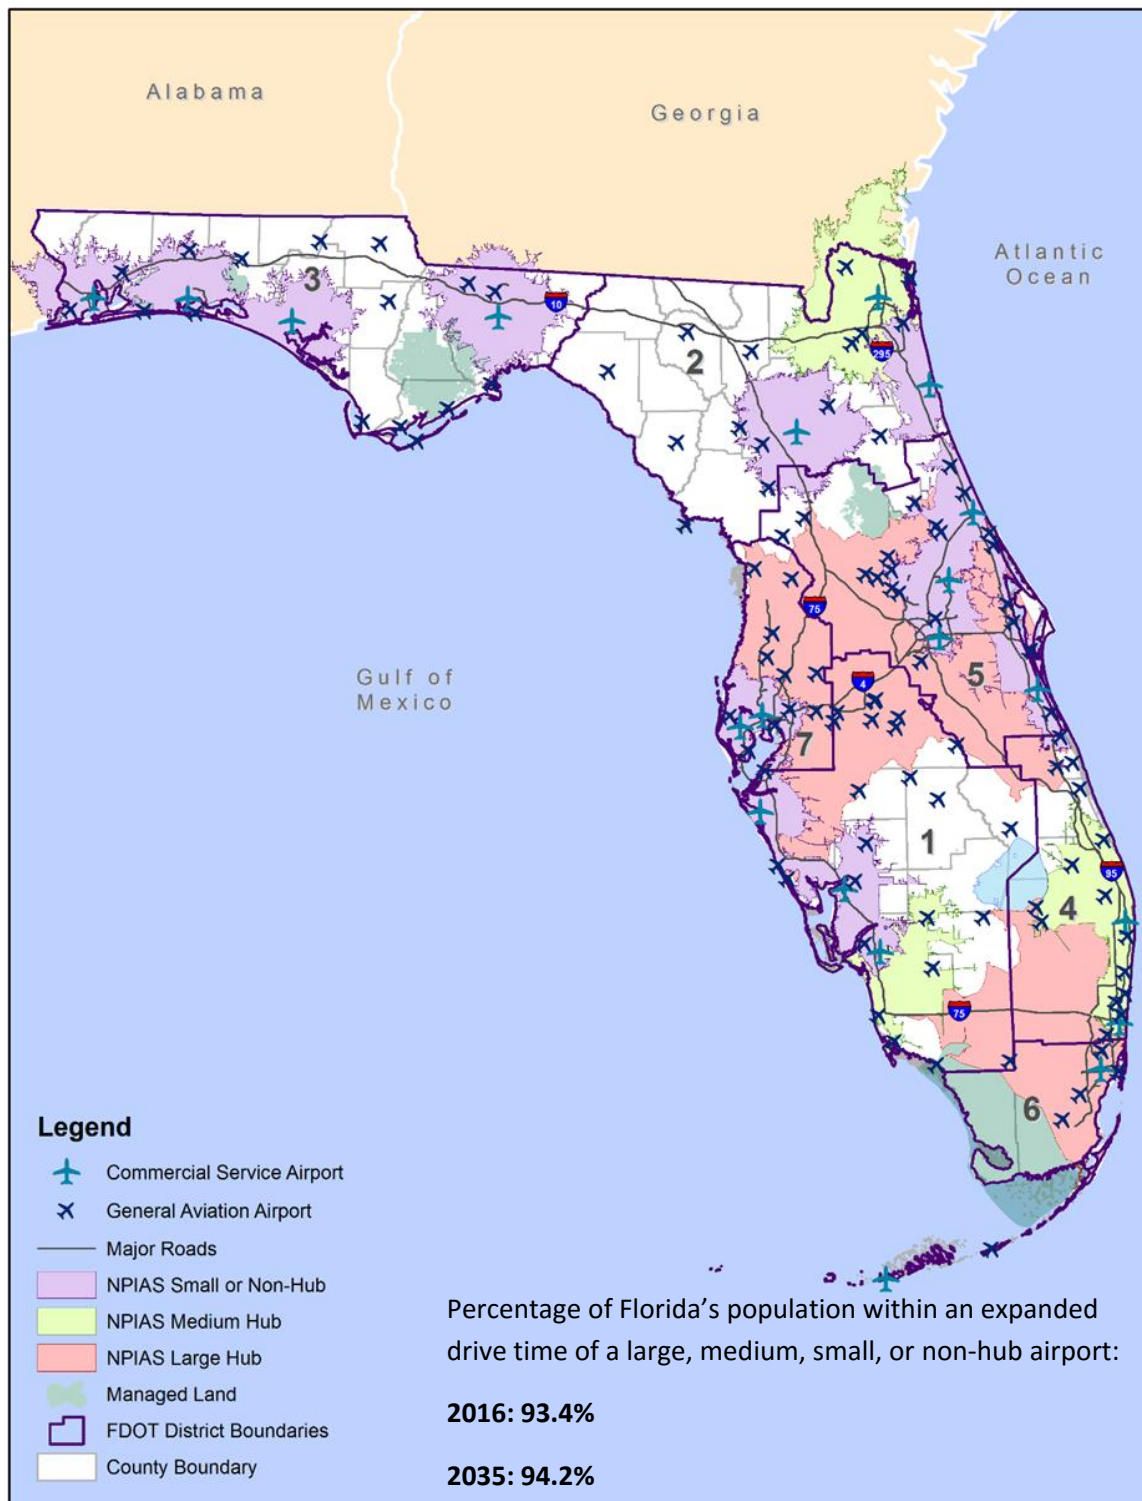 Alabama
Georgia
Atlantic
Ocean
3
10
2
295
75
Gulf of
Mexico
4
5
7
1
95
4
75
6
Legend
Commercial Service Airport
General Aviation Airport
Major Roads
NPIAS Small or Non-Hub
NPIAS Medium Hub
NPIAS Large Hub
Managed Land
FDOT District Boundaries
County Boundary
Percentage of Florida’s population within an expanded
drive time of a large, medium, small, or non-hub airport:
2016: 93.4%
2035: 94.2%